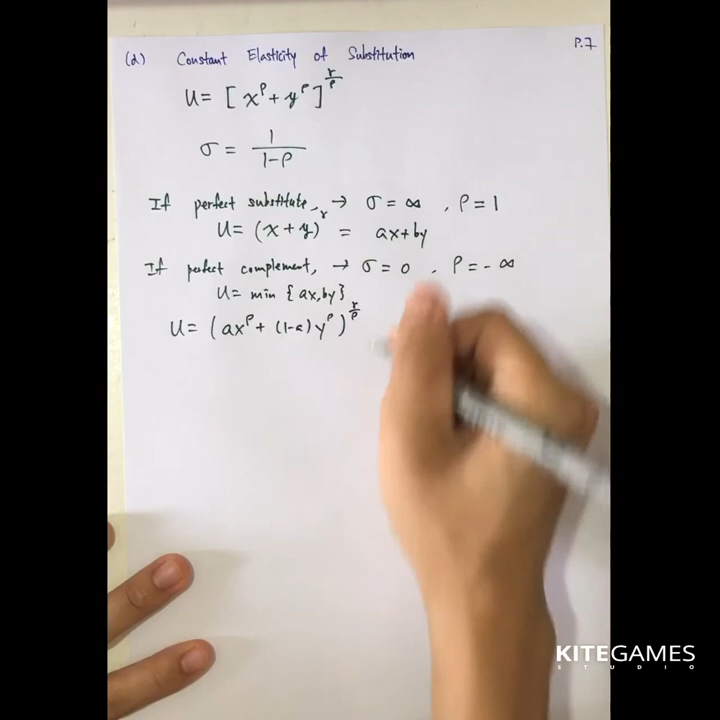 (d) Constant Elasticity of Substitution P.7
U = [x^ρ + y^ρ]^(r/ρ)
σ = 1/(1-ρ)
If perfect substitute, → σ = ∞ , ρ = 1
U = (x+y)^r = ax+by
If perfect complement, → σ = 0 , ρ = -∞
U = min {ax,by}
U = (ax^ρ + (1-a)y^ρ)^(r/ρ)
KITEGAMES
STUDIO